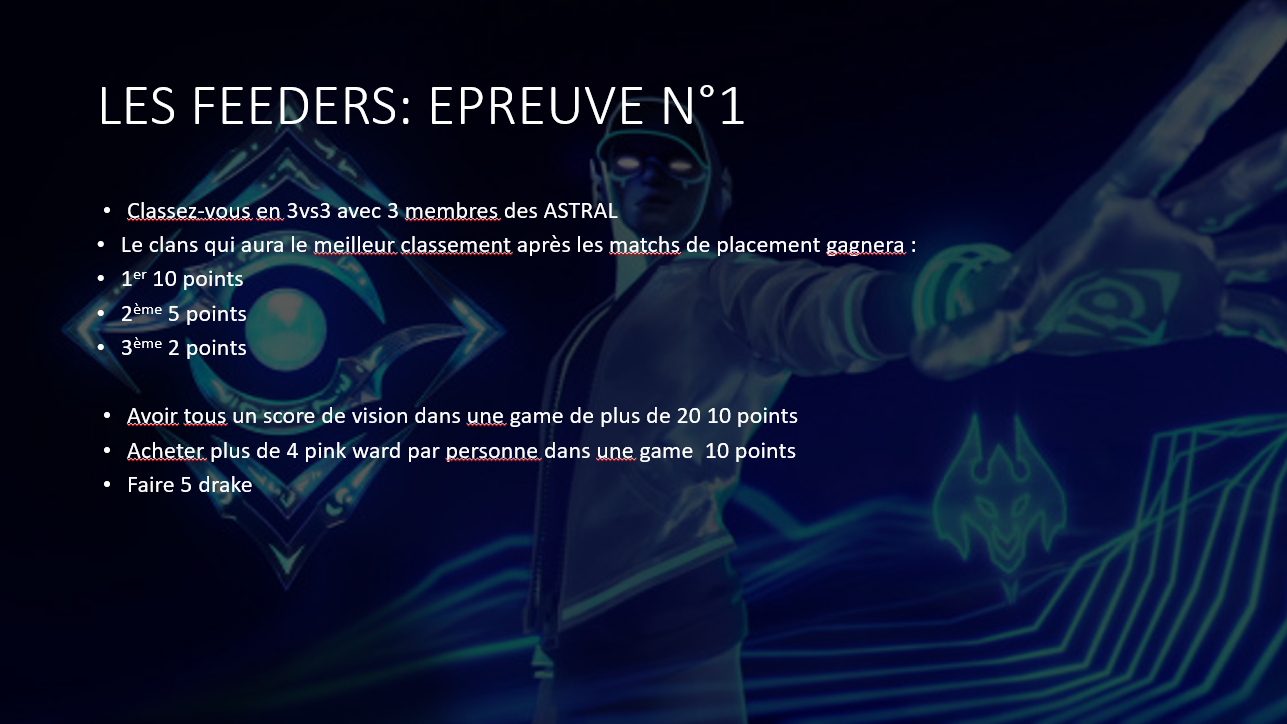 LES FEEDERS: EPREUVE N°1
• Classez-vous en 3vs3 avec 3 membres des ASTRAL
• Le clans qui aura le meilleur classement après les matchs de placement gagnera :
• 1er 10 points
• 2ème 5 points
• 3ème 2 points
• Avoir tous un score de vision dans une game de plus de 20 10 points
• Acheter plus de 4 pink ward par personne dans une game  10 points
• Faire 5 drake